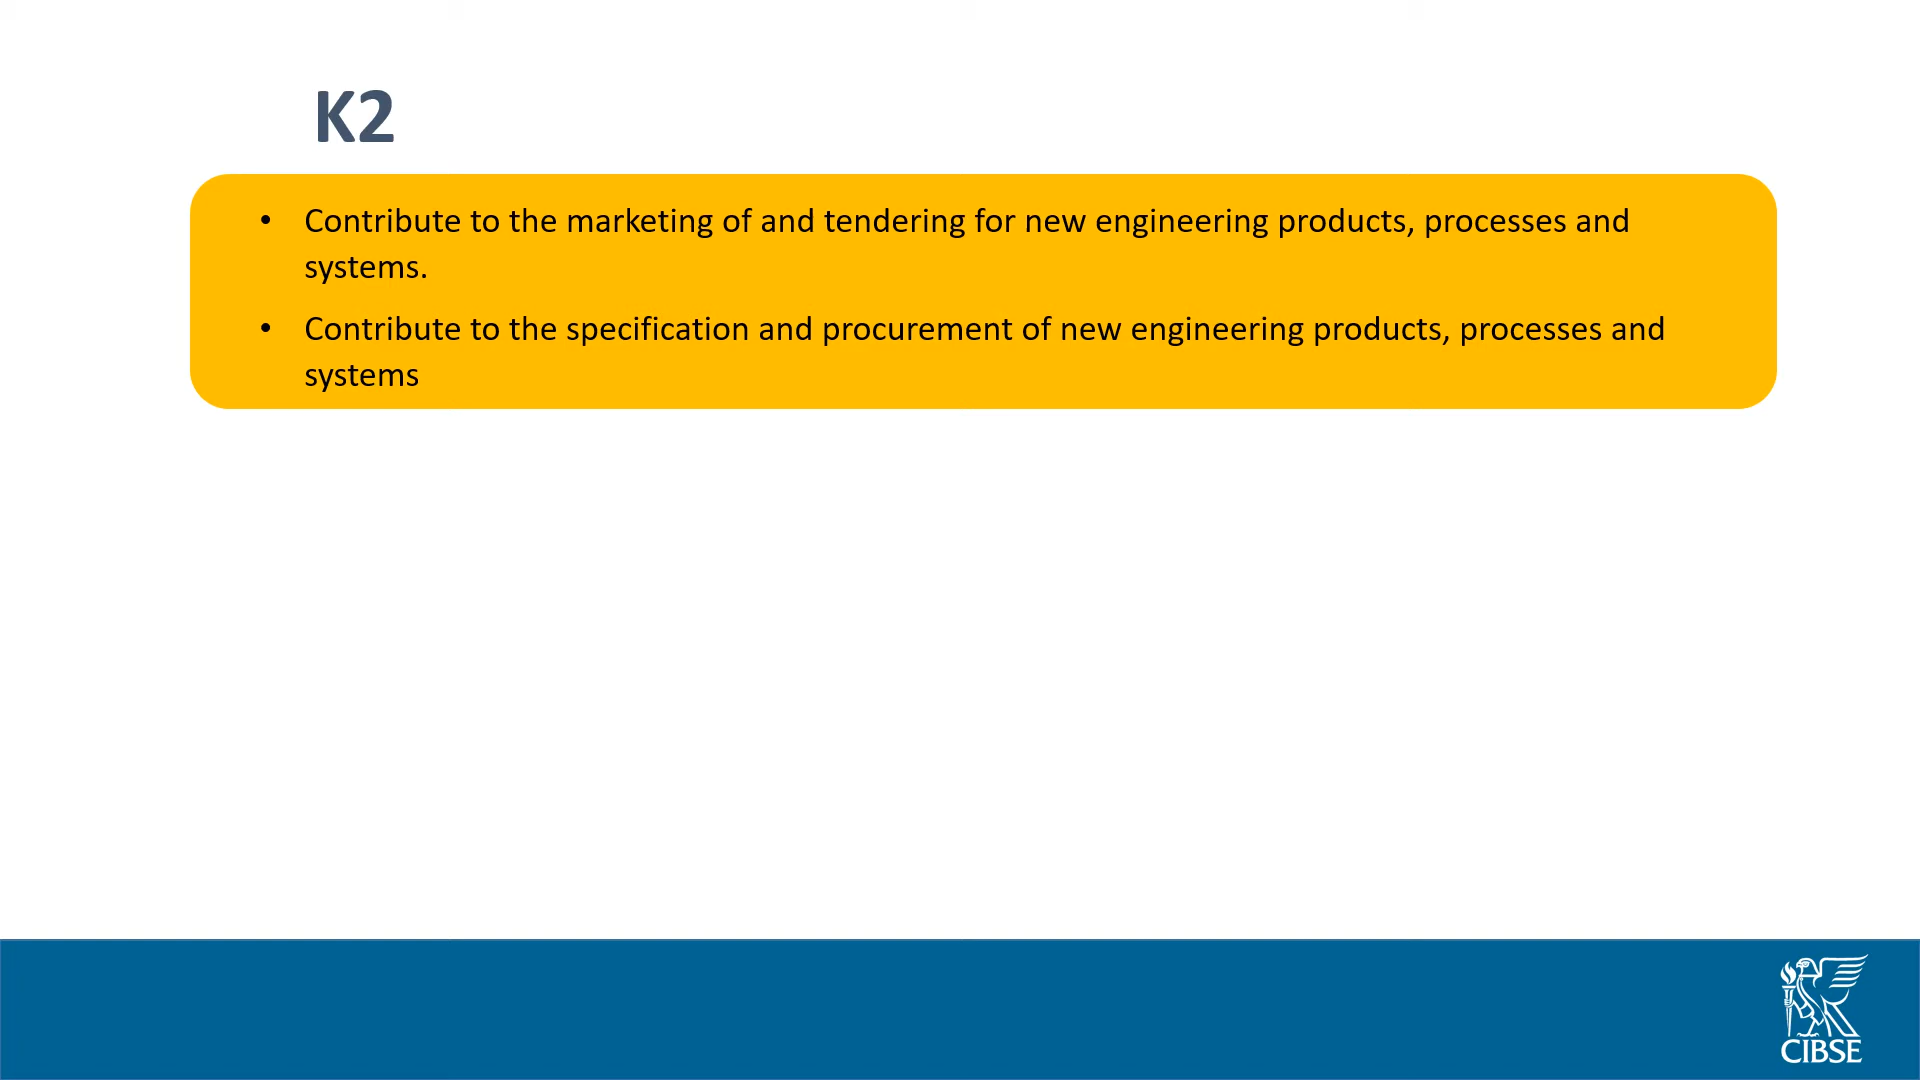 K2
• Contribute to the marketing of and tendering for new engineering products, processes and
systems.
• Contribute to the specification and procurement of new engineering products, processes and
systems
CIBSE